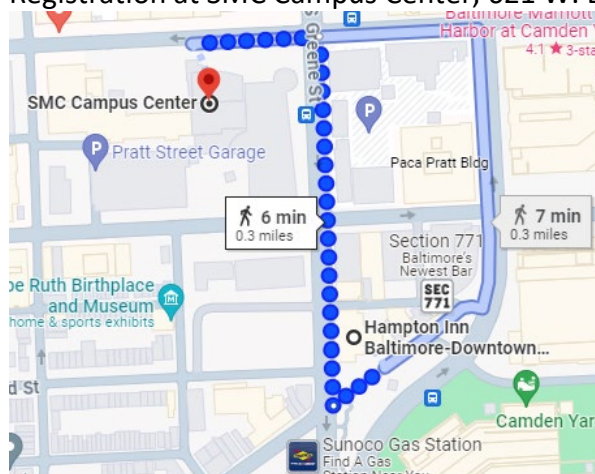 Registration at SMC Campus Center, 621 W.
Baltimore Marriott
Harbor at Camden
4.1 ★ 3-sta
S Greene St
SMC Campus Center
P
P
Pratt Street Garage
Paca Pratt Bldg
6 min
0.3 miles
7 min
0.3 miles
Section 771
Baltimore's
Newest Bar
SEC
771
be Ruth Birthplace
and Museum
home & sports exhibits
Hampton Inn
Baltimore-Downtown...
d St
Camden Yar
Sunoco Gas Station
Find A Gas
Station Near You